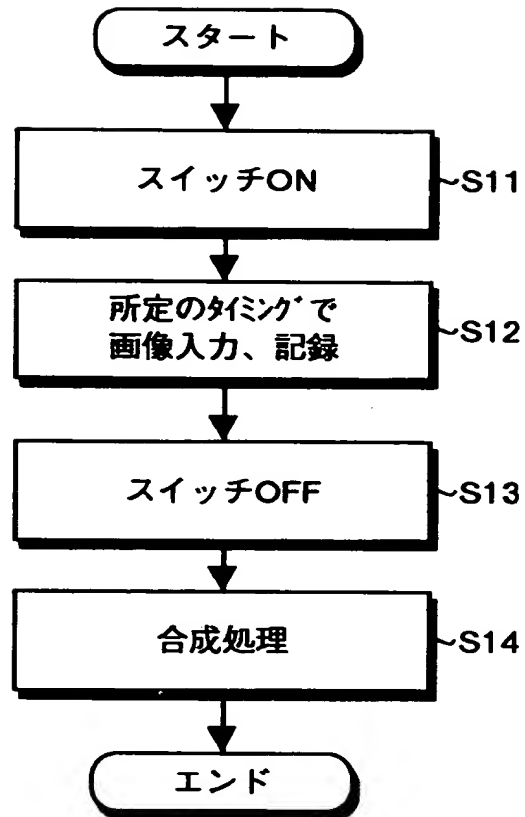 スタート
スイッチON
~S11
所定のﾀｲﾐﾝｸﾞで
画像入力、記録
~S12
スイッチOFF
~S13
合成処理
~S14
エンド